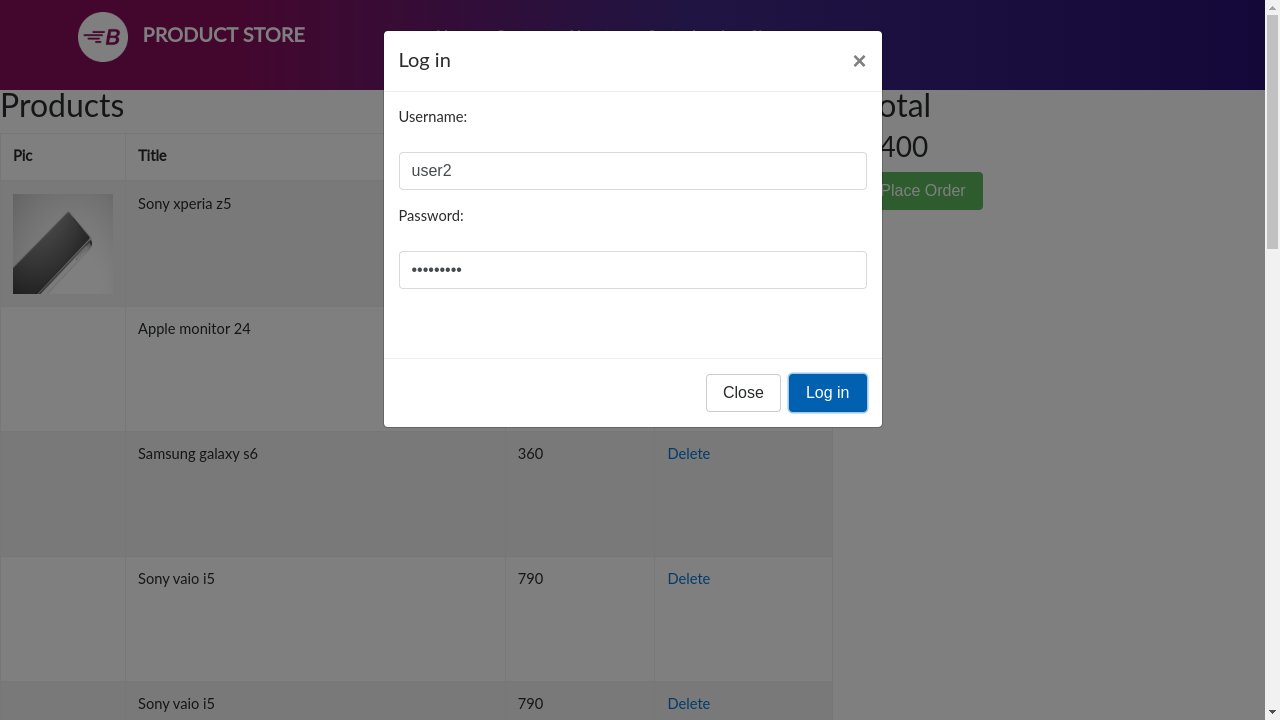 PRODUCT STORE
Log in
×
Username:
user2
Password:
•••••••••
Close
Log in
Products
Pic
Title
Sony xperia z5
Apple monitor 24
Samsung galaxy s6
360
Delete
Sony vaio i5
790
Delete
Sony vaio i5
790
Delete
otal
400
Place Order